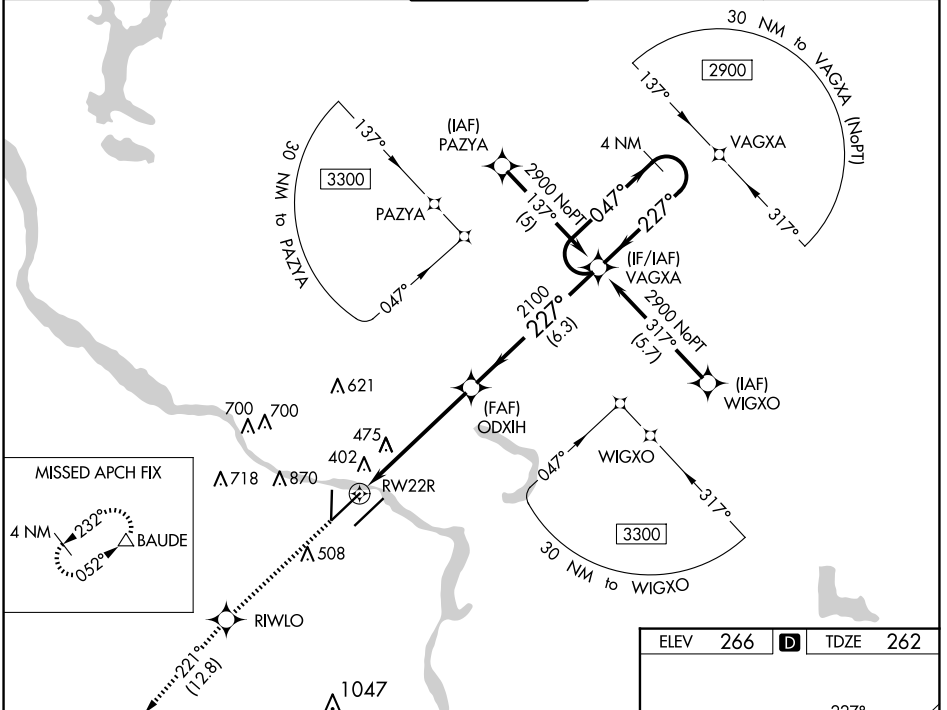 30 NM to VAGXA (NoPT)
2900
137°
VAGXA
317°
(IAF)
PAZYA
4 NM
137°
3300
PAZYA
30 NM to PAZYA
047°
2900 NoPT
137°
(5)
047°
227°
(IF/IAF)
VAGXA
2100
227°
(6.3)
2900 NoPT
317°
(5.7)
(IAF)
WIGXO
621
(FAF)
ODXIH
700
700
475
402
718
870
RW22R
047°
WIGXO
317°
3300
30 NM to WIGXO
MISSED APCH FIX
4 NM
232°
BAUDE
052°
508
RIWLO
221°
(12.8)
1047
ELEV 266 D TDZE 262